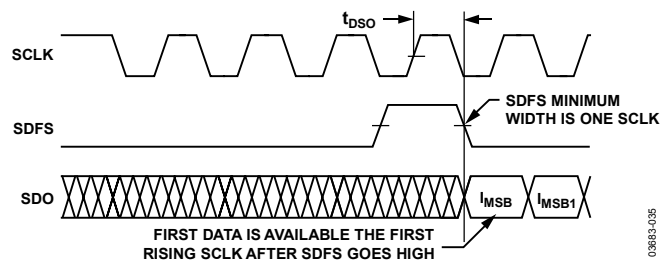 tDSO
SCLK
SDFS
SDFS MINIMUM
WIDTH IS ONE SCLK
SDO
IMSB
IMSB1
FIRST DATA IS AVAILABLE THE FIRST
RISING SCLK AFTER SDFS GOES HIGH
03683-035